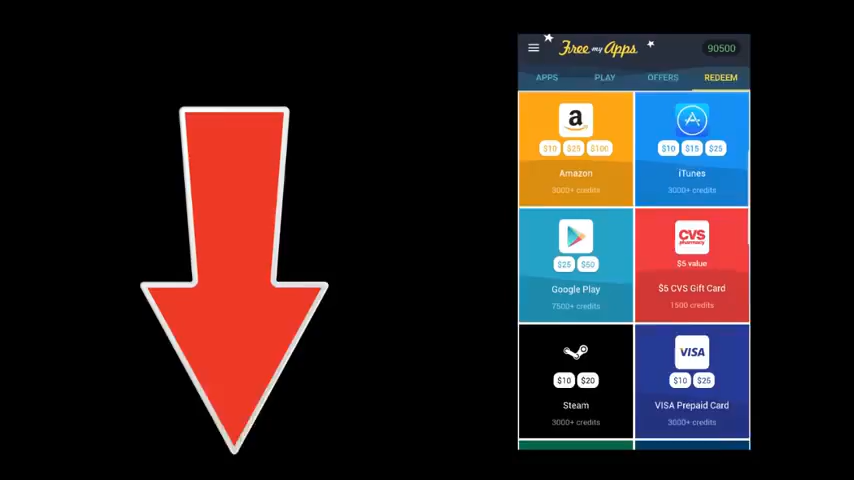 Free my Apps
90500
APPS PLAY OFFERS REDEEM
a
$10 $25 $100
Amazon
3000+ credits
$10 $15 $25
iTunes
3000+ credits
$25 $50
Google Play
7500+ credits
CVS
pharmacy
$5 value
$5 CVS Gift Card
1500 credits
$10 $20
Steam
3000+ credits
VISA
$10 $25
VISA Prepaid Card
3000+ credits